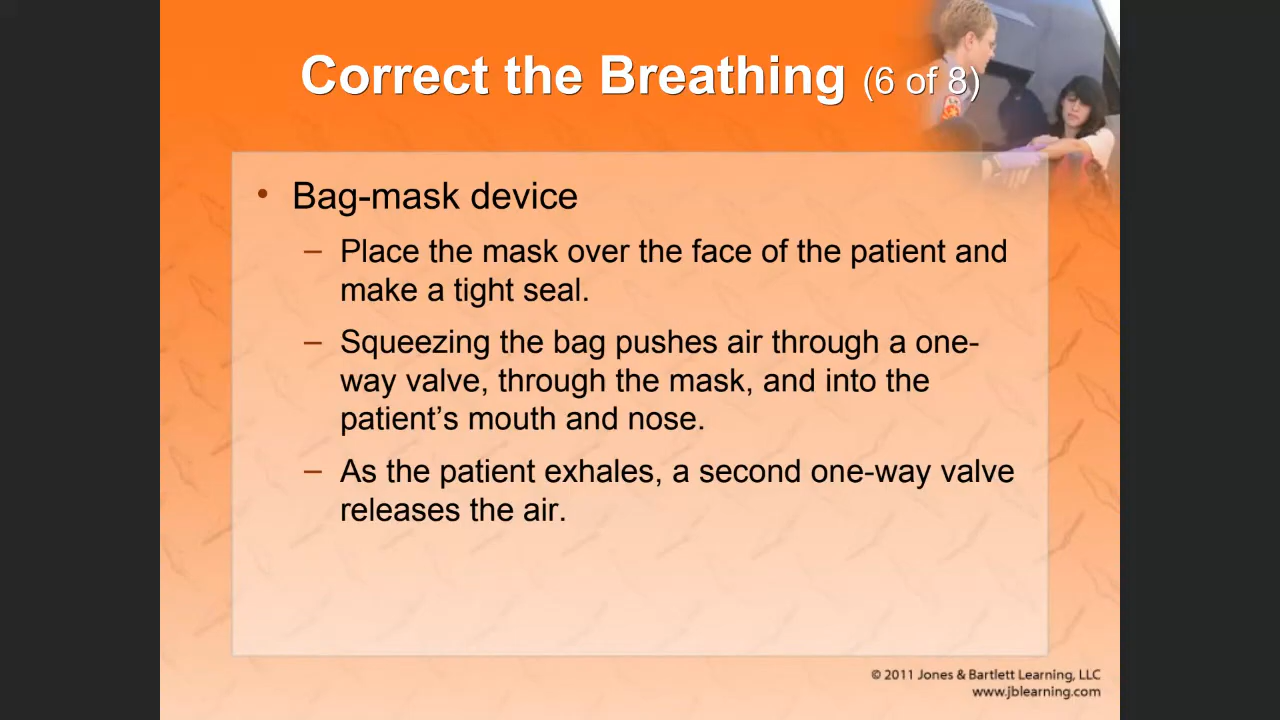 Correct the Breathing (6 of 8)
• Bag-mask device
– Place the mask over the face of the patient and
make a tight seal.
– Squeezing the bag pushes air through a one-
way valve, through the mask, and into the
patient’s mouth and nose.
– As the patient exhales, a second one-way valve
releases the air.
© 2011 Jones & Bartlett Learning, LLC
www.jblearning.com